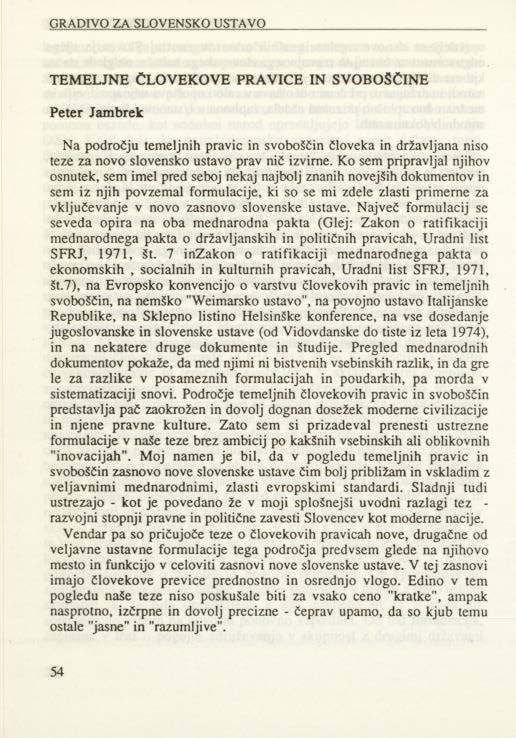 GRADIVO ZA SLOVENSKO USTAVO
TEMELJNE ČLOVEKOVE PRAVICE IN SVOBOŠČINE
Peter Jambrek
Na področju temeljnih pravic in svoboščin človeka in državljana niso
teze za novo slovensko ustavo prav nič izvirne. Ko sem pripravljal njihov
osnutek, sem imel pred seboj nekaj najbolj znanih novejših dokumentov in
sem iz njih povzemal formulacije, ki so se mi zdele zlasti primerne za
vključevanje v novo zasnovo slovenske ustave. Največ formulacij se
seveda opira na oba mednarodna pakta (Glej: Zakon o ratifikaciji
mednarodnega pakta o državljanskih in političnih pravicah, Uradni list
SFRJ, 1971, št. 7 inZakon o ratifikaciji mednarodnega pakta o
ekonomskih , socialnih in kulturnih pravicah, Uradni list SFRJ, 1971,
št.7), na Evropsko konvencijo o varstvu človekovih pravic in temeljnih
svoboščin, na nemško "Weimarsko ustavo", na povojno ustavo Italijanske
Republike, na Sklepno listino Helsinške konference, na vse dosedanje
jugoslovanske in slovenske ustave (od Vidovdanske do tiste iz leta 1974),
in na nekatere druge dokumente in študije. Pregled mednarodnih
dokumentov pokaže, da med njimi ni bistvenih vsebinskih razlik, in da gre
le za razlike v posameznih formulacijah in poudarkih, pa morda v
sistematizaciji snovi. Področje temeljnih človekovih pravic in svoboščin
predstavlja pač zaokrožen in dovolj dognan dosežek moderne civilizacije
in njene pravne kulture. Zato sem si prizadeval prenesti ustrezne
formulacije v naše teze brez ambicij po kakšnih vsebinskih ali oblikovnih
"inovacijah". Moj namen je bil, da v pogledu temeljnih pravic in
svoboščin zasnovo nove slovenske ustave čim bolj približam in vskladim z
veljavnimi mednarodnimi, zlasti evropskimi standardi. Sladnji tudi
ustrezajo - kot je povedano že v moji splošnejši uvodni razlagi tez -
razvojni stopnji pravne in politične zavesti Slovencev kot moderne nacije.
Vendar pa so pričujoče teze o človekovih pravicah nove, drugačne od
veljavne ustavne formulacije tega področja predvsem glede na njihovo
mesto in funkcijo v celoviti zasnovi nove slovenske ustave. V tej zasnovi
imajo človekove previce prednostno in osrednjo vlogo. Edino v tem
pogledu naše teze niso poskušale biti za vsako ceno "kratke", ampak
nasprotno, izčrpne in dovolj precizne - čeprav upamo, da so kjub temu
ostale "jasne" in "razumljive".
54